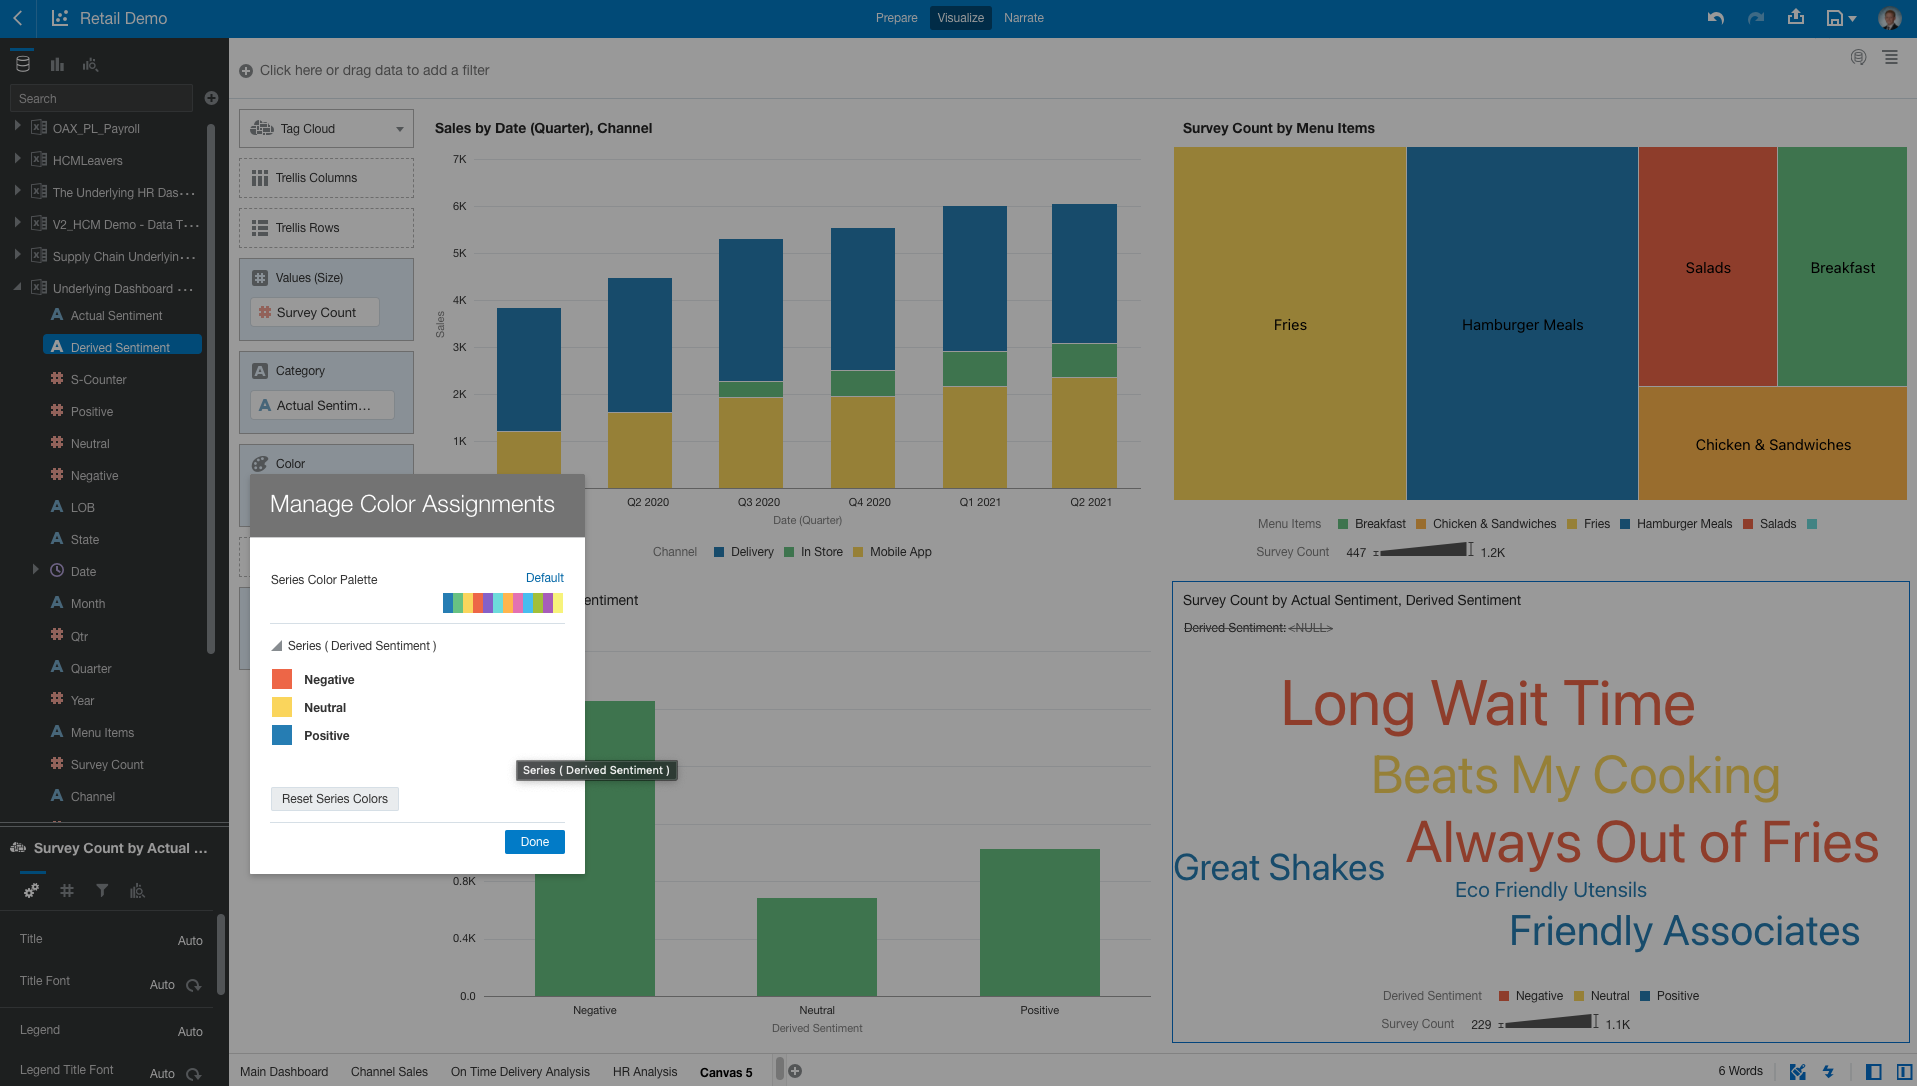 Retail Demo
Prepare
Visualize
Narrate
Search
OAX_PL_Payroll
HCMLeavers
The Underlying HR Das...
V2_HCM Demo - Data T...
Supply Chain Underlyin...
Underlying Dashboard ...
Actual Sentiment
Derived Sentiment
S-Counter
Positive
Neutral
Negative
LOB
State
Date
Month
Qtr
Quarter
Year
Menu Items
Survey Count
Channel
Survey Count by Actual ...
Title
Auto
Title Font
Auto
Legend
Auto
Legend Title Font
Auto
Click here or drag data to add a filter
Tag Cloud
Trellis Columns
Trellis Rows
Values (Size)
Survey Count
Category
Actual Sentim...
Color
Sales by Date (Quarter), Channel
7K
6K
5K
4K
3K
2K
1K
Sales
Q2 2020
Q3 2020
Q4 2020
Q1 2021
Q2 2021
Date (Quarter)
Channel
Delivery
In Store
Mobile App
Survey Count by Menu Items
Fries
Hamburger Meals
Salads
Breakfast
Chicken & Sandwiches
Menu Items
Breakfast
Chicken & Sandwiches
Fries
Hamburger Meals
Salads
Survey Count
447
1.2K
Manage Color Assignments
Series Color Palette
Default
Series ( Derived Sentiment )
Negative
Neutral
Positive
Series ( Derived Sentiment )
Reset Series Colors
Done
entiment
0.8K
0.4K
0.0
Negative
Neutral
Positive
Derived Sentiment
Survey Count by Actual Sentiment, Derived Sentiment
Derived Sentiment: <NULL>
Long Wait Time
Beats My Cooking
Always Out of Fries
Great Shakes
Eco Friendly Utensils
Friendly Associates
Derived Sentiment
Negative
Neutral
Positive
Survey Count
229
1.1K
Main Dashboard
Channel Sales
On Time Delivery Analysis
HR Analysis
Canvas 5
6 Words